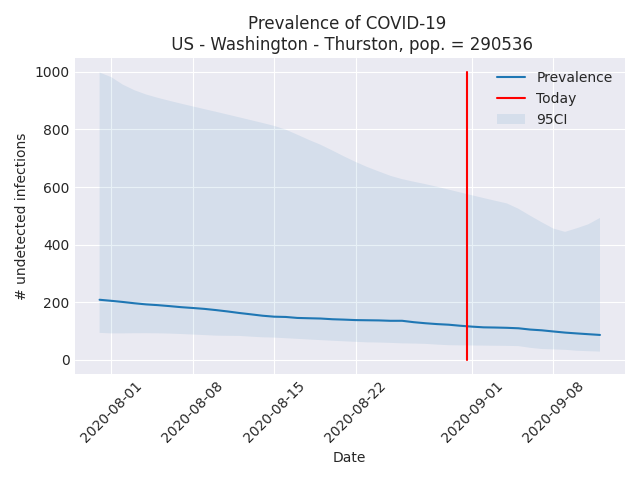 Prevalence of COVID-19
US - Washington - Thurston, pop. = 290536
1000
800
600
400
200
0
# undetected infections
Prevalence
Today
95CI
2020-08-01
2020-08-08
2020-08-15
2020-08-22
2020-09-01
2020-09-08
Date